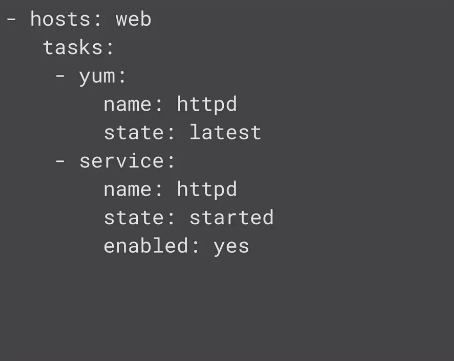 - hosts: web
   tasks:
    - yum:
        name: httpd
        state: latest
    - service:
        name: httpd
        state: started
        enabled: yes